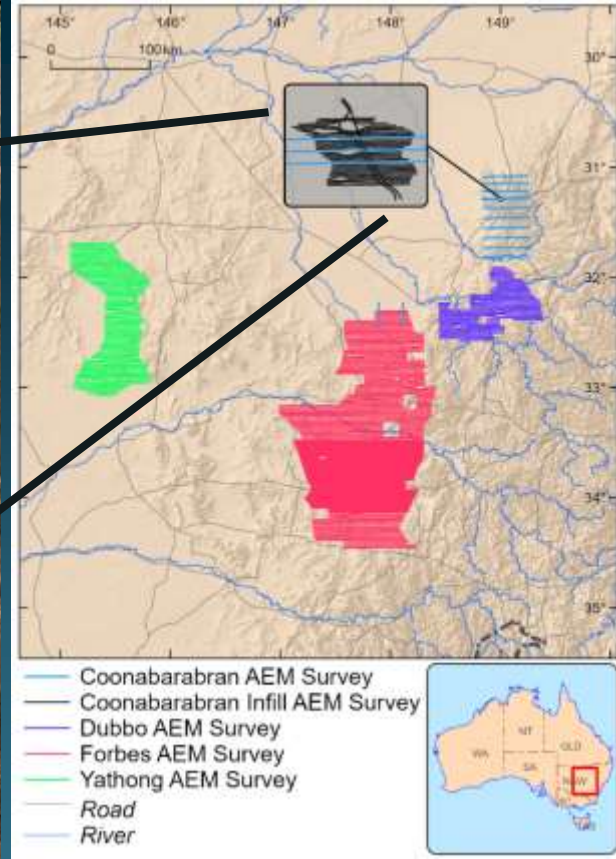 145° 146° 147° 148° 149°
0 100 km
30°
31°
32°
33°
34°
35°
Coonabarabran AEM Survey
Coonabarabran Infill AEM Survey
Dubbo AEM Survey
Forbes AEM Survey
Yathong AEM Survey
Road
River
NT
QLD
WA
SA
NSW